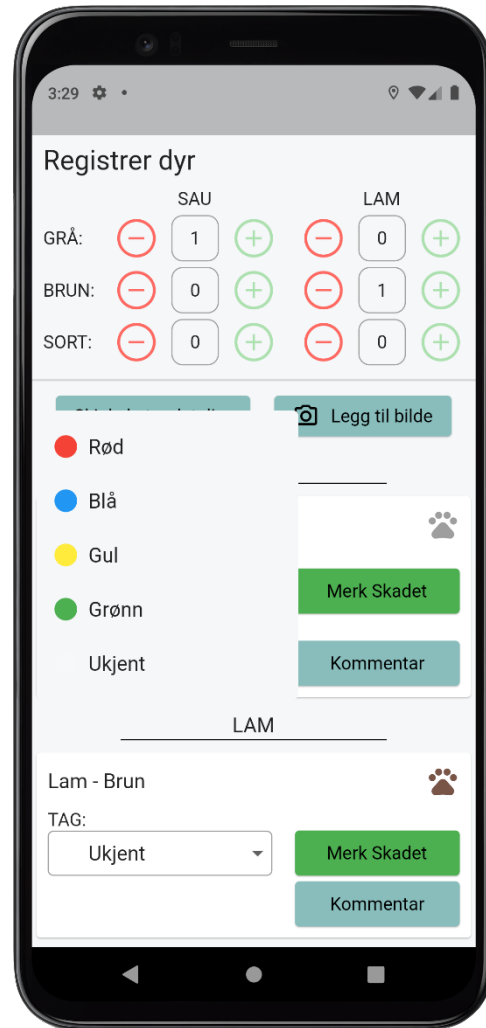 3:29
Registrer dyr
SAU LAM
GRÅ: 1 0
BRUN: 0 1
SORT: 0 0
Legg til bilde
Rød
Blå
Gul
Grønn
Ukjent
Merk Skadet
Kommentar
LAM
Lam - Brun
TAG:
Ukjent
Merk Skadet
Kommentar